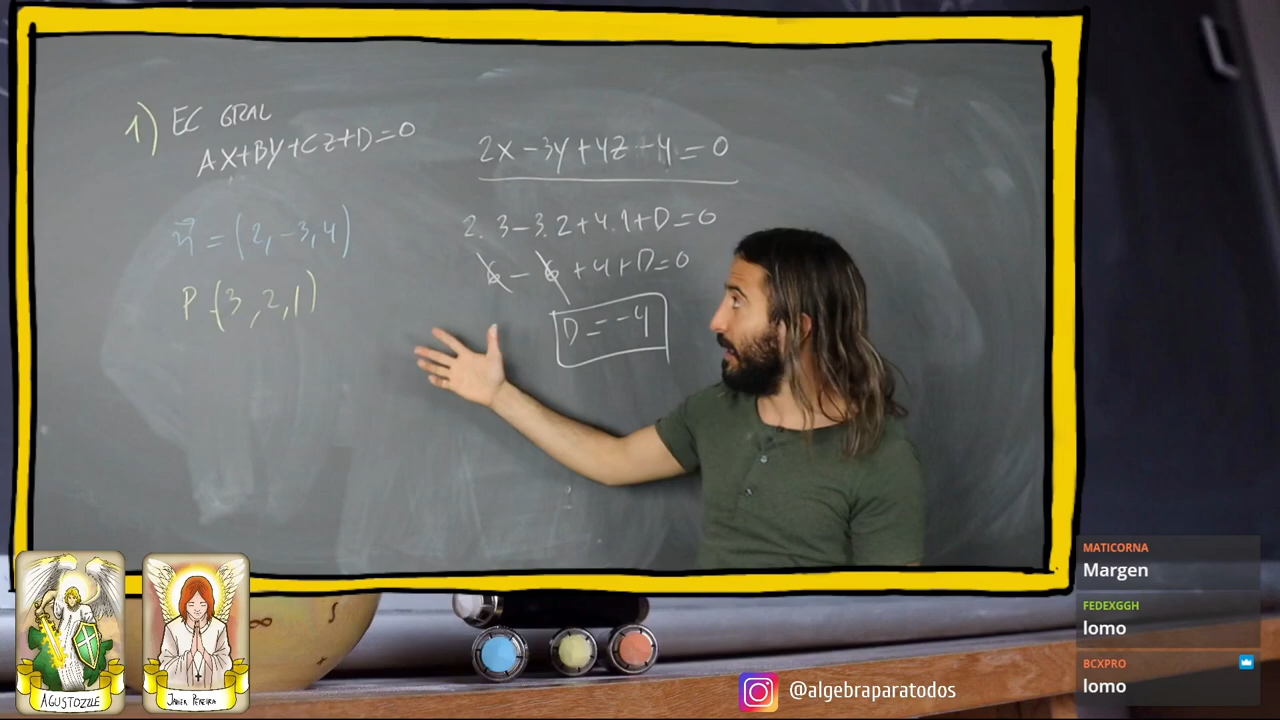 1) EC GRAL
AX+BY+CZ+D=0
n⃗ = (2,-3,4)
P (3,2,1)
2x-3y+4z-4=0
2.3-3.2+4.1+D=0
6-6+4+D=0
D=-4
AGUSTOZZLE
JAVIER PEREIRA
∞
@algebraparatodos
MATICORNA
Margen
FEDEXGGH
lomo
BCXPRO
lomo